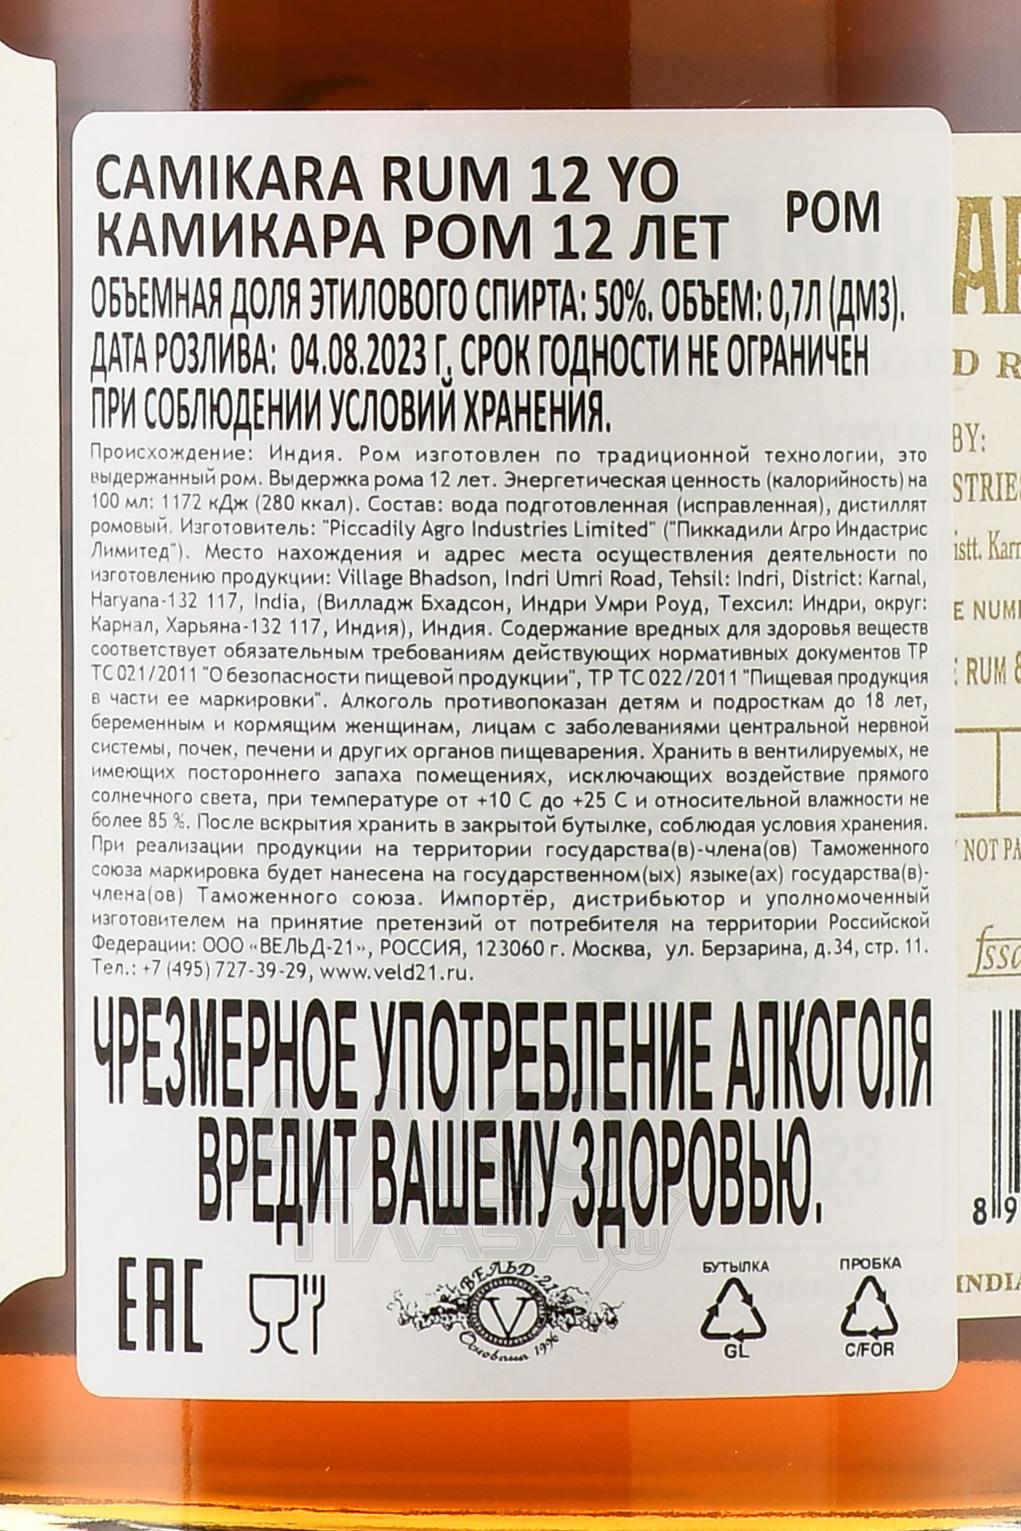 CAMIKARA RUM 12 YO
КАМИКАРА РОМ 12 ЛЕТ
РОМ
ОБЪЕМНАЯ ДОЛЯ ЭТИЛОВОГО СПИРТА: 50%. ОБЪЕМ: 0,7Л (ДМ3).
ДАТА РОЗЛИВА: 04.08.2023 Г. СРОК ГОДНОСТИ НЕ ОГРАНИЧЕН
ПРИ СОБЛЮДЕНИИ УСЛОВИЙ ХРАНЕНИЯ.
Происхождение: Индия. Ром изготовлен по традиционной технологии, это
выдержанный ром. Выдержка рома 12 лет. Энергетическая ценность (калорийность) на
100 мл: 1172 кДж (280 ккал). Состав: вода подготовленная (исправленная), дистиллят
ромовый. Изготовитель: "Piccadily Agro Industries Limited" ("Пиккадили Агро Индастрис
Лимитед"). Место нахождения и адрес места осуществления деятельности по
изготовлению продукции: Village Bhadson, Indri Umri Road, Tehsil: Indri, District: Karnal,
Haryana-132 117, India, (Вилладж Бхадсон, Индри Умри Роуд, Техсил: Индри, округ:
Карнал, Харьяна-132 117, Индия), Индия. Содержание вредных для здоровья веществ
соответствует обязательным требованиям действующих нормативных документов ТР
ТС 021/2011 "О безопасности пищевой продукции", ТР ТС 022/2011 "Пищевая продукция
в части ее маркировки". Алкоголь противопоказан детям и подросткам до 18 лет,
беременным и кормящим женщинам, лицам с заболеваниями центральной нервной
системы, почек, печени и других органов пищеварения. Хранить в вентилируемых, не
имеющих постороннего запаха помещениях, исключающих воздействие прямого
солнечного света, при температуре от +10 С до +25 С и относительной влажности не
более 85 %. После вскрытия хранить в закрытой бутылке, соблюдая условия хранения.
При реализации продукции на территории государства(в)-члена(ов) Таможенного
союза маркировка будет нанесена на государственном(ых) языке(ах) государства(в)-
члена(ов) Таможенного союза. Импортёр, дистрибьютор и уполномоченный
изготовителем на принятие претензий от потребителя на территории Российской
Федерации: ООО «ВЕЛЬД-21», РОССИЯ, 123060 г. Москва, ул. Берзарина, д.34, стр. 11.
Тел.: +7 (495) 727-39-29, www.veld21.ru.
ЧРЕЗМЕРНОЕ УПОТРЕБЛЕНИЕ АЛКОГОЛЯ
ВРЕДИТ ВАШЕМУ ЗДОРОВЬЮ.
АЛКО
ПЛАЗА.ru
EAC
ВЕЛЬД-21
V
Основана 1996
БУТЫЛКА
GL
ПРОБКА
C/FOR
BY:
NOT PA
fssa
89
INDIA